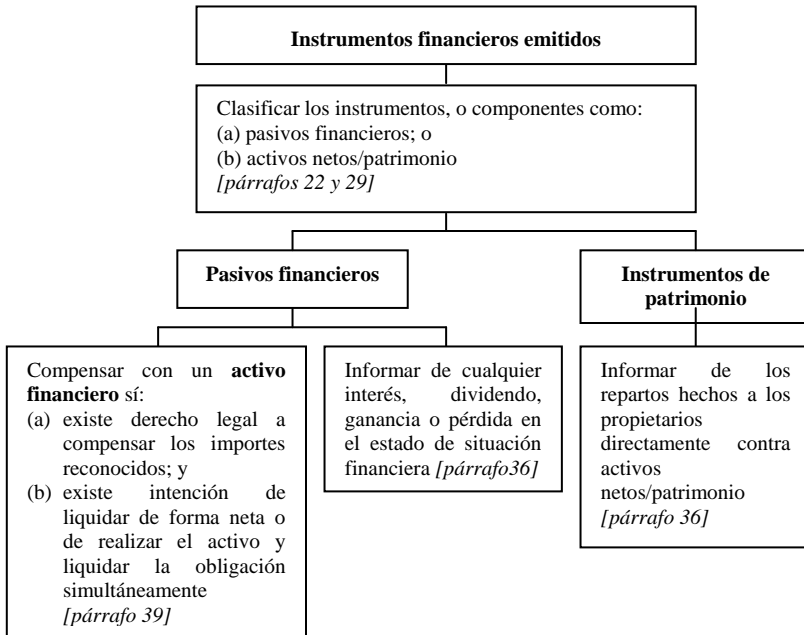 Instrumentos financieros emitidos
Clasificar los instrumentos, o componentes como:
(a) pasivos financieros; o
(b) activos netos/patrimonio
[párrafos 22 y 29]
Pasivos financieros
Instrumentos de
patrimonio
Compensar con un activo
financiero sí:
(a) existe derecho legal a
compensar los importes
reconocidos; y
(b) existe intención de
liquidar de forma neta o
de realizar el activo y
liquidar la obligación
simultáneamente
[párrafo 39]
Informar de cualquier
interés, dividendo,
ganancia o pérdida en
el estado de situación
financiera [párrafo36]
Informar de los
repartos hechos a los
propietarios
directamente contra
activos
netos/patrimonio
[párrafo 36]